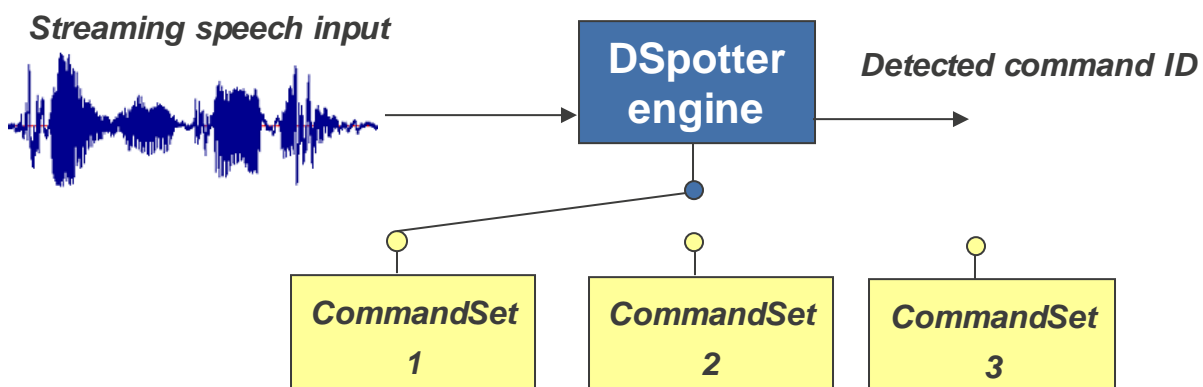 Streaming speech input
DSpotter
engine
Detected command ID
CommandSet
1
CommandSet
2
CommandSet
3